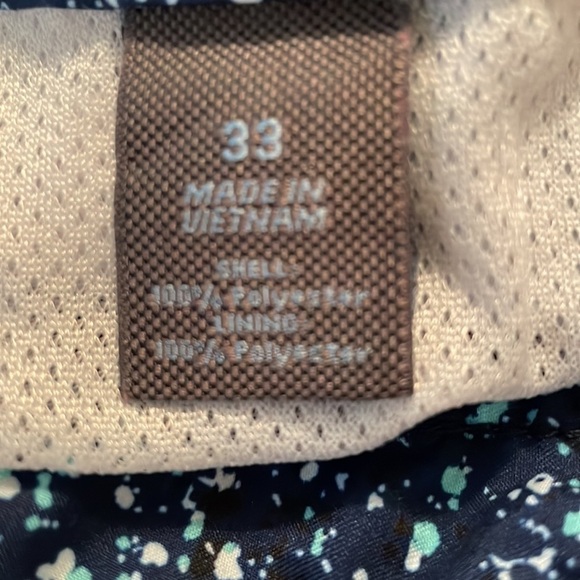 33
MADE IN
VIETNAM
SHELL:
100% Polyester
LINING:
100% Polyester